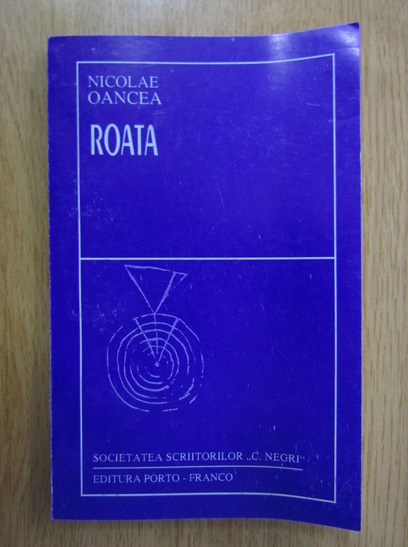 NICOLAE
OANCEA
ROATA
SOCIETATEA SCRIITORILOR „C. NEGRI“
EDITURA PORTO - FRANCO